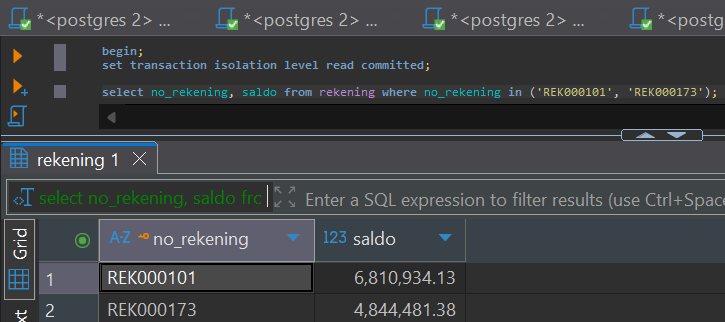 *<postgres 2> ... *<postgres 2> ... *<postgres 2> ... *<postgres
begin;
set transaction isolation level read committed;
select no_rekening, saldo from rekening where no_rekening in ('REK000101', 'REK000173');
rekening 1
select no_rekening, saldo frc Enter a SQL expression to filter results (use Ctrl+Space
Grid
A-Z no_rekening 123 saldo
1 REK000101 6,810,934.13
2 REK000173 4,844,481.38
xt